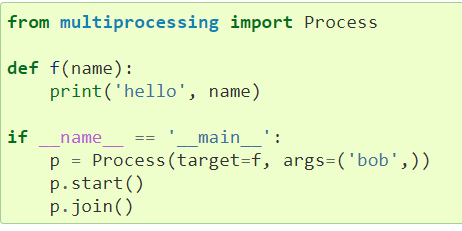 from multiprocessing import Process

def f(name):
    print('hello', name)

if __name__ == '__main__':
    p = Process(target=f, args=('bob',))
    p.start()
    p.join()